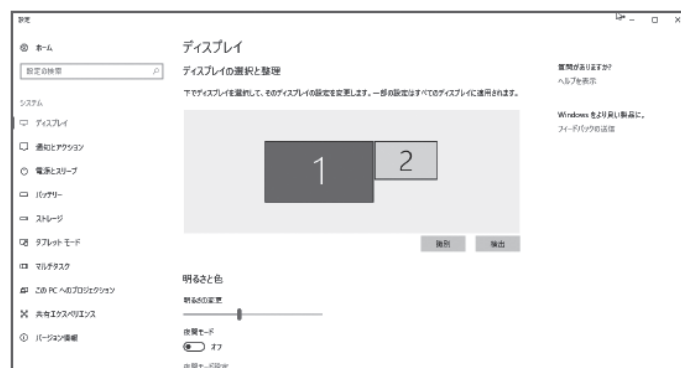 設定
ホーム
設定の検索
システム
ディスプレイ
通知とアクション
電源とスリープ
バッテリー
ストレージ
タブレット モード
マルチタスク
この PC へのプロジェクション
共有エクスペリエンス
バージョン情報
ディスプレイ
ディスプレイの選択と整理
下でディスプレイを選択して、そのディスプレイの設定を変更します。一部の設定はすべてのディスプレイに適用されます。
1
2
識別
検出
明るさと色
明るさの変更
夜間モード
オフ
夜間モード設定
質問がありますか?
ヘルプを表示
Windows をより良い製品に。
フィードバックの送信